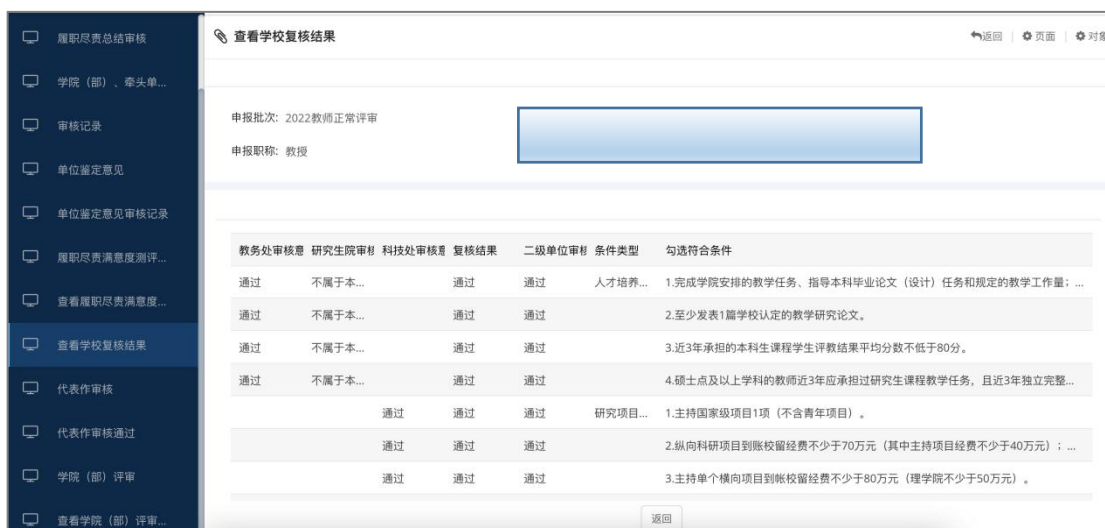 履职尽责总结审核
学院（部）、牵头单...
审核记录
单位鉴定意见
单位鉴定意见审核记录
履职尽责满意度测评...
查看履职尽责满意度...
查看学校复核结果
代表作审核
代表作审核通过
学院（部）评审
查看学院（部）评审...
查看学校复核结果
返回 | 页面 | 对象
申报批次: 2022教师正常评审
申报职称: 教授
教务处审核意 研究生院审核 科技处审核意 复核结果 二级单位审核 条件类型 勾选符合条件
通过 不属于本... 通过 通过 人才培养... 1.完成学院安排的教学任务、指导本科毕业论文（设计）任务和规定的教学工作量；...
通过 不属于本... 通过 通过 2.至少发表1篇学校认定的教学研究论文。
通过 不属于本... 通过 通过 3.近3年承担的本科生课程学生评教结果平均分数不低于80分。
通过 不属于本... 通过 通过 4.硕士点及以上学科的教师近3年应承担过研究生课程教学任务，且近3年独立完整...
通过 通过 通过 研究项目... 1.主持国家级项目1项（不含青年项目）。
通过 通过 通过 2.纵向科研项目到账校留经费不少于70万元（其中主持项目经费不少于40万元）；...
通过 通过 通过 3.主持单个横向项目到帐校留经费不少于80万元（理学院不少于50万元）。
返回